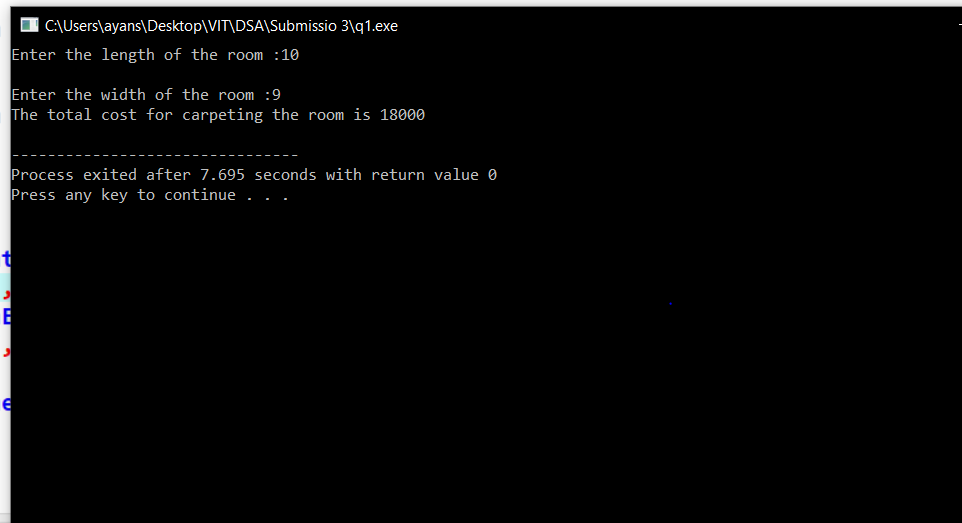 C:\Users\ayans\Desktop\VIT\DSA\Submissio 3\q1.exe
Enter the length of the room :10
Enter the width of the room :9
The total cost for carpeting the room is 18000
--------------------------------
Process exited after 7.695 seconds with return value 0
Press any key to continue . . .
t
,
E
,
e